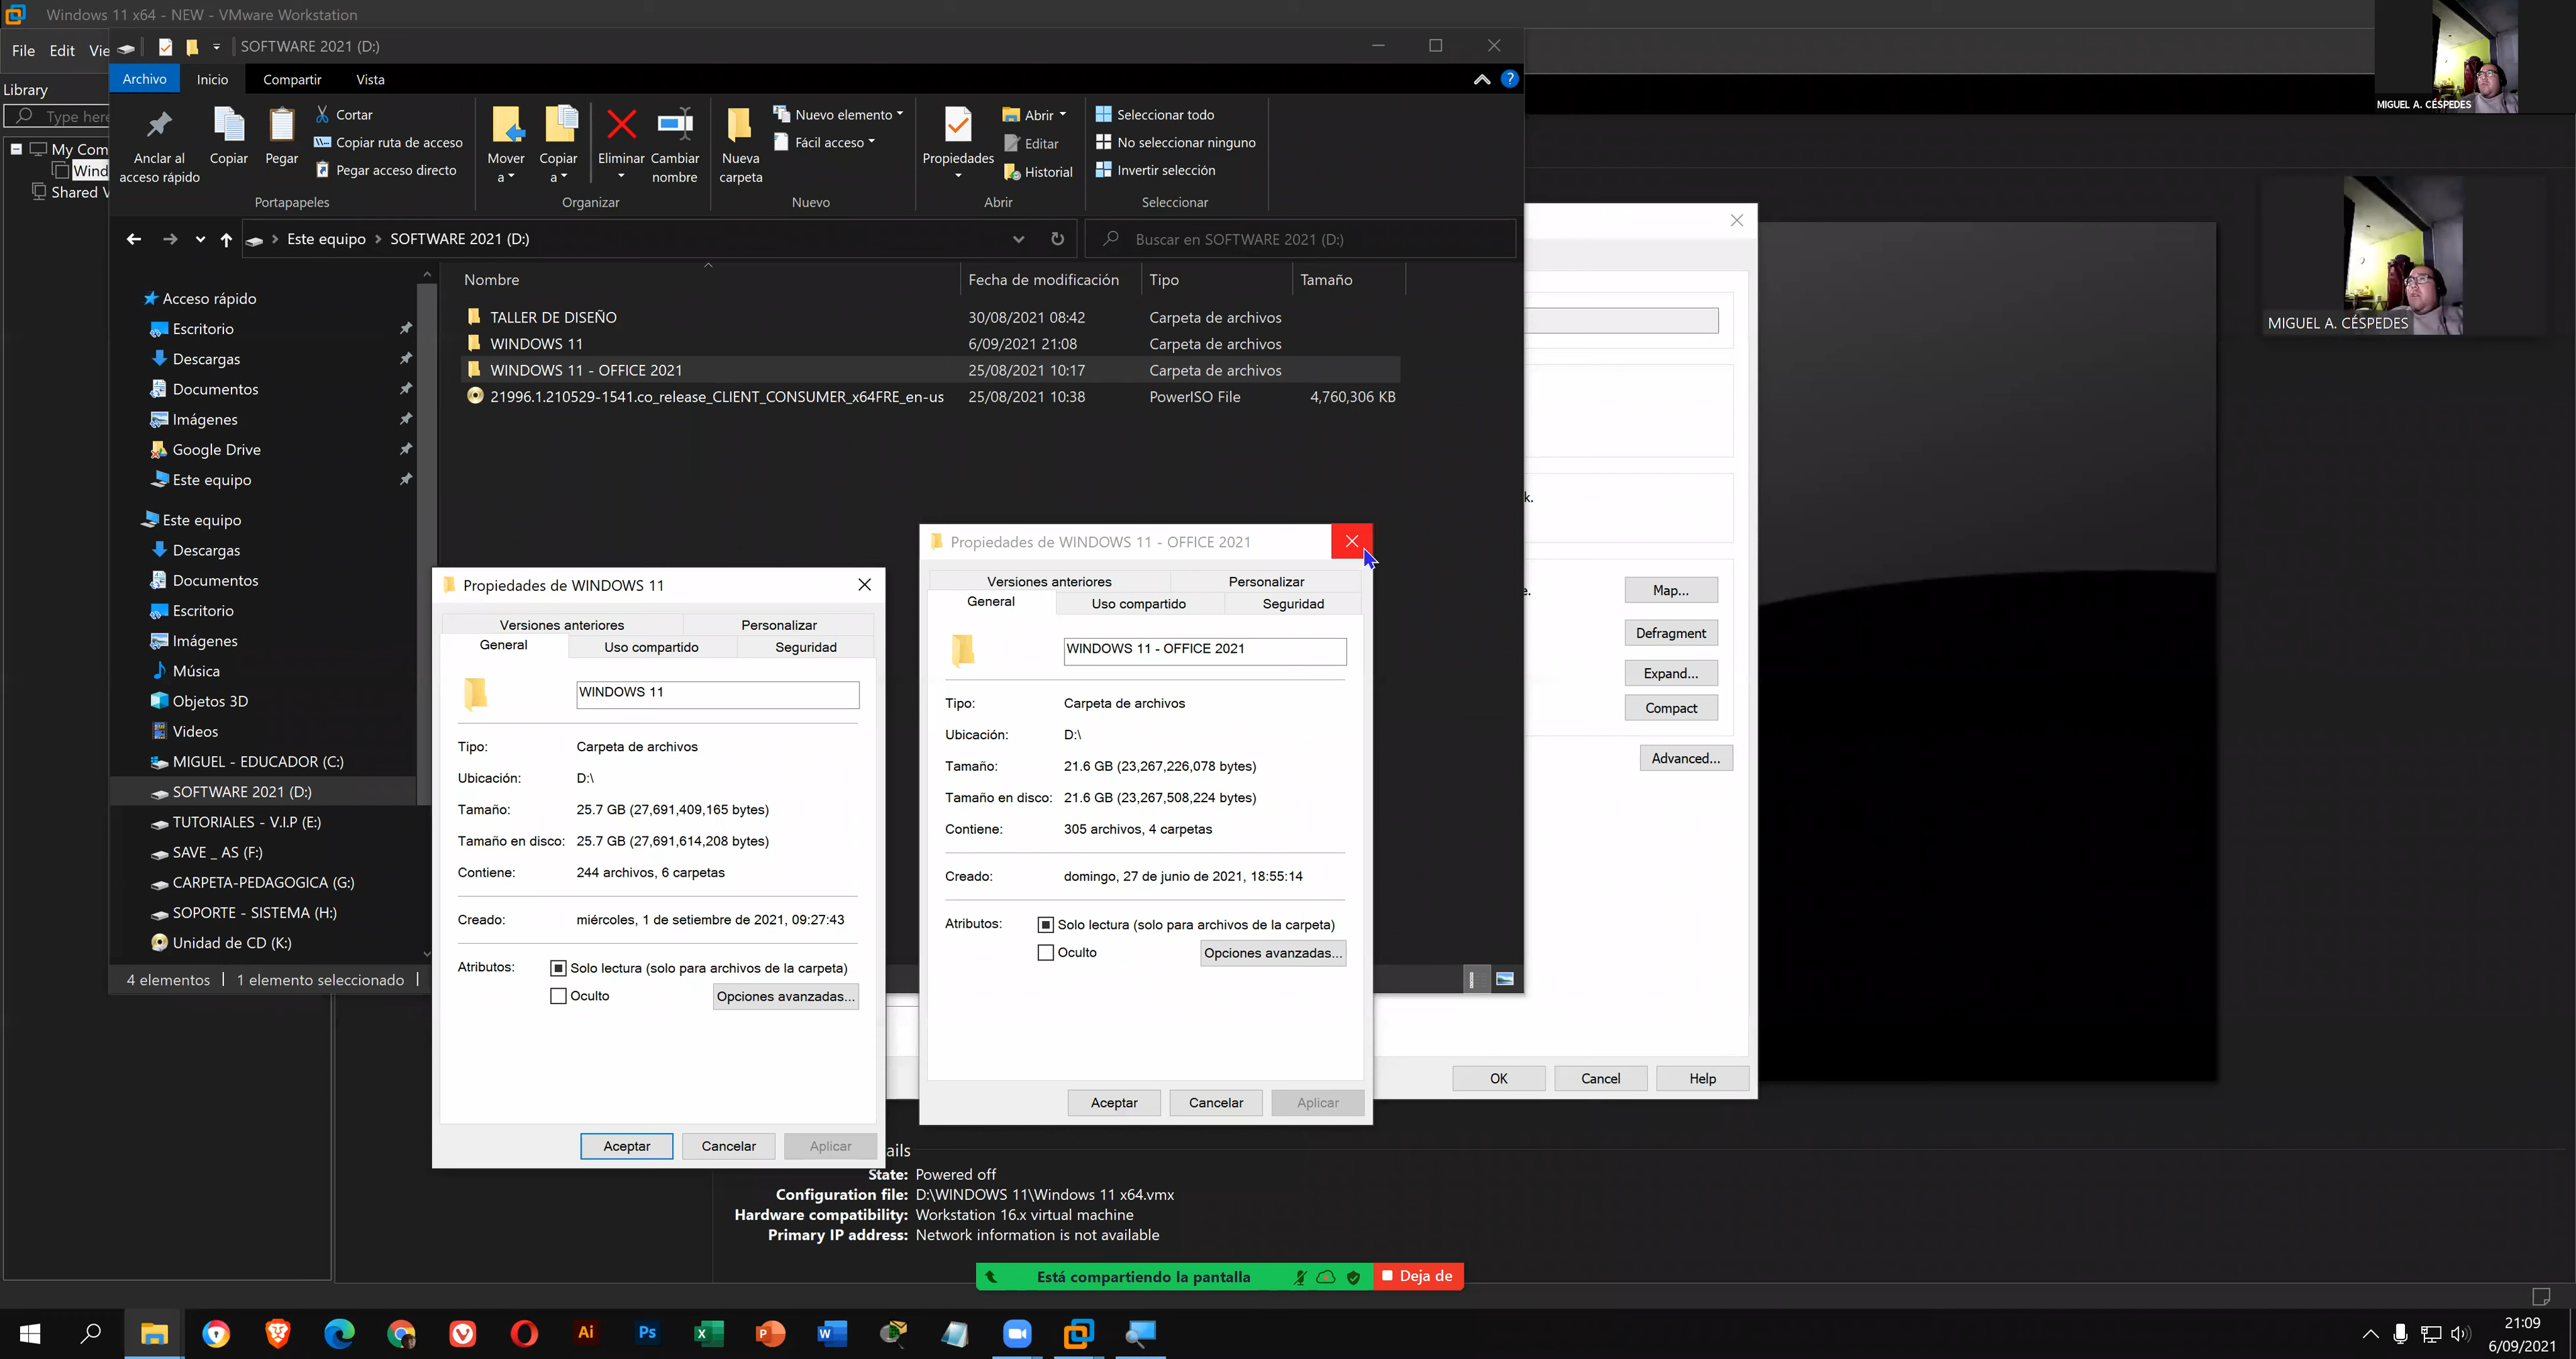 Windows 11 x64 - NEW - VMware Workstation
File Edit Vie
SOFTWARE 2021 (D:)
Archivo Inicio Compartir Vista
Library
Type here
My Com
Wind
Shared V
Anclar al acceso rápido
Copiar
Pegar
Cortar
Copiar ruta de acceso
Pegar acceso directo
Portapapeles
Mover a
Copiar a
Eliminar
Cambiar nombre
Organizar
Nueva carpeta
Nuevo elemento
Fácil acceso
Nuevo
Propiedades
Abrir
Editar
Historial
Abrir
Seleccionar todo
No seleccionar ninguno
Invertir selección
Seleccionar
Este equipo SOFTWARE 2021 (D:)
Buscar en SOFTWARE 2021 (D:)
Acceso rápido
Escritorio
Descargas
Documentos
Imágenes
Google Drive
Este equipo
Este equipo
Descargas
Documentos
Escritorio
Imágenes
Música
Objetos 3D
Videos
MIGUEL - EDUCADOR (C:)
SOFTWARE 2021 (D:)
TUTORIALES - V.I.P (E:)
SAVE _ AS (F:)
CARPETA-PEDAGOGICA (G:)
SOPORTE - SISTEMA (H:)
Unidad de CD (K:)
4 elementos 1 elemento seleccionado
Nombre Fecha de modificación Tipo Tamaño
TALLER DE DISEÑO 30/08/2021 08:42 Carpeta de archivos
WINDOWS 11 6/09/2021 21:08 Carpeta de archivos
WINDOWS 11 - OFFICE 2021 25/08/2021 10:17 Carpeta de archivos
21996.1.210529-1541.co_release_CLIENT_CONSUMER_x64FRE_en-us 25/08/2021 10:38 PowerISO File 4,760,306 KB
Propiedades de WINDOWS 11
Versiones anteriores Personalizar
General Uso compartido Seguridad
WINDOWS 11
Tipo: Carpeta de archivos
Ubicación: D:\
Tamaño: 25.7 GB (27,691,409,165 bytes)
Tamaño en disco: 25.7 GB (27,691,614,208 bytes)
Contiene: 244 archivos, 6 carpetas
Creado: miércoles, 1 de setiembre de 2021, 09:27:43
Atributos: Solo lectura (solo para archivos de la carpeta)
Oculto Opciones avanzadas...
Aceptar Cancelar Aplicar
Propiedades de WINDOWS 11 - OFFICE 2021
Versiones anteriores Personalizar
General Uso compartido Seguridad
WINDOWS 11 - OFFICE 2021
Tipo: Carpeta de archivos
Ubicación: D:\
Tamaño: 21.6 GB (23,267,226,078 bytes)
Tamaño en disco: 21.6 GB (23,267,508,224 bytes)
Contiene: 305 archivos, 4 carpetas
Creado: domingo, 27 de junio de 2021, 18:55:14
Atributos: Solo lectura (solo para archivos de la carpeta)
Oculto Opciones avanzadas...
Aceptar Cancelar Aplicar
k.
e.
Map...
Defragment
Expand...
Compact
Advanced...
OK Cancel Help
MIGUEL A. CÉSPEDES
MIGUEL A. CÉSPEDES
ails
State: Powered off
Configuration file: D:\WINDOWS 11\Windows 11 x64.vmx
Hardware compatibility: Workstation 16.x virtual machine
Primary IP address: Network information is not available
Está compartiendo la pantalla Deja de
Ai
Ps
21:09
6/09/2021